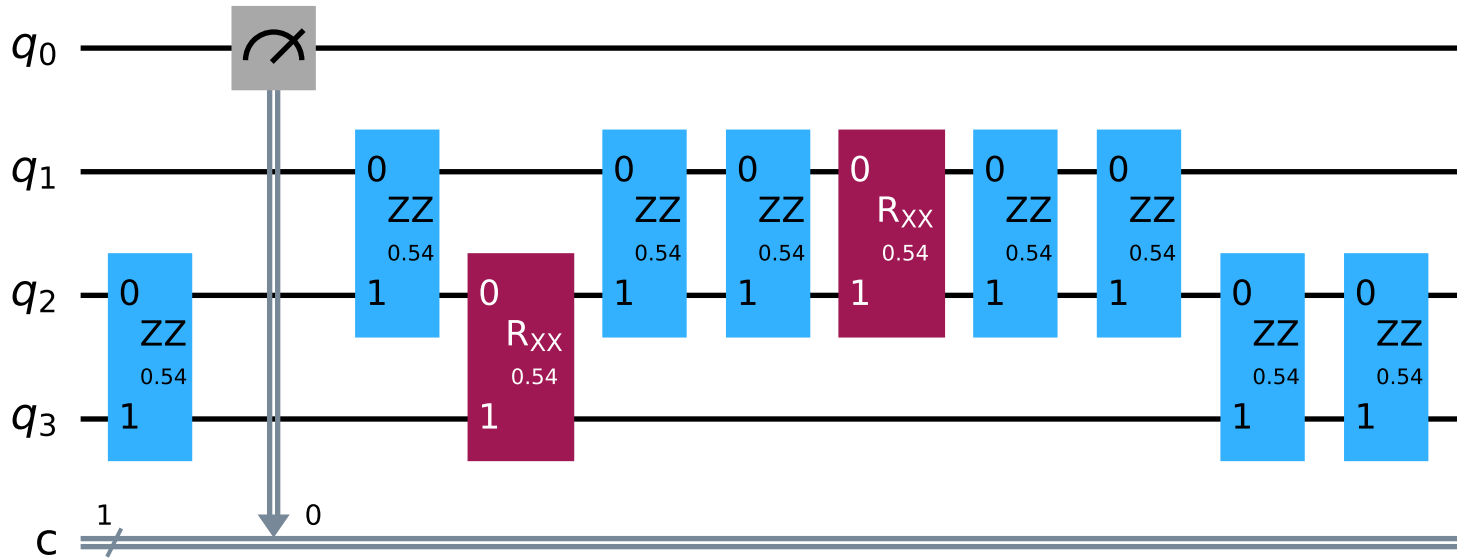 q0
0 0 0 0 0 0
q1
ZZ ZZ ZZ RXX ZZ ZZ
0.54 0.54 0.54 0.54 0.54 0.54
0 1 0 1 1 1 1 1 0 0
q2
ZZ RXX ZZ ZZ
0.54 0.54 0.54 0.54
1 1 1 1
q3
1 0
c